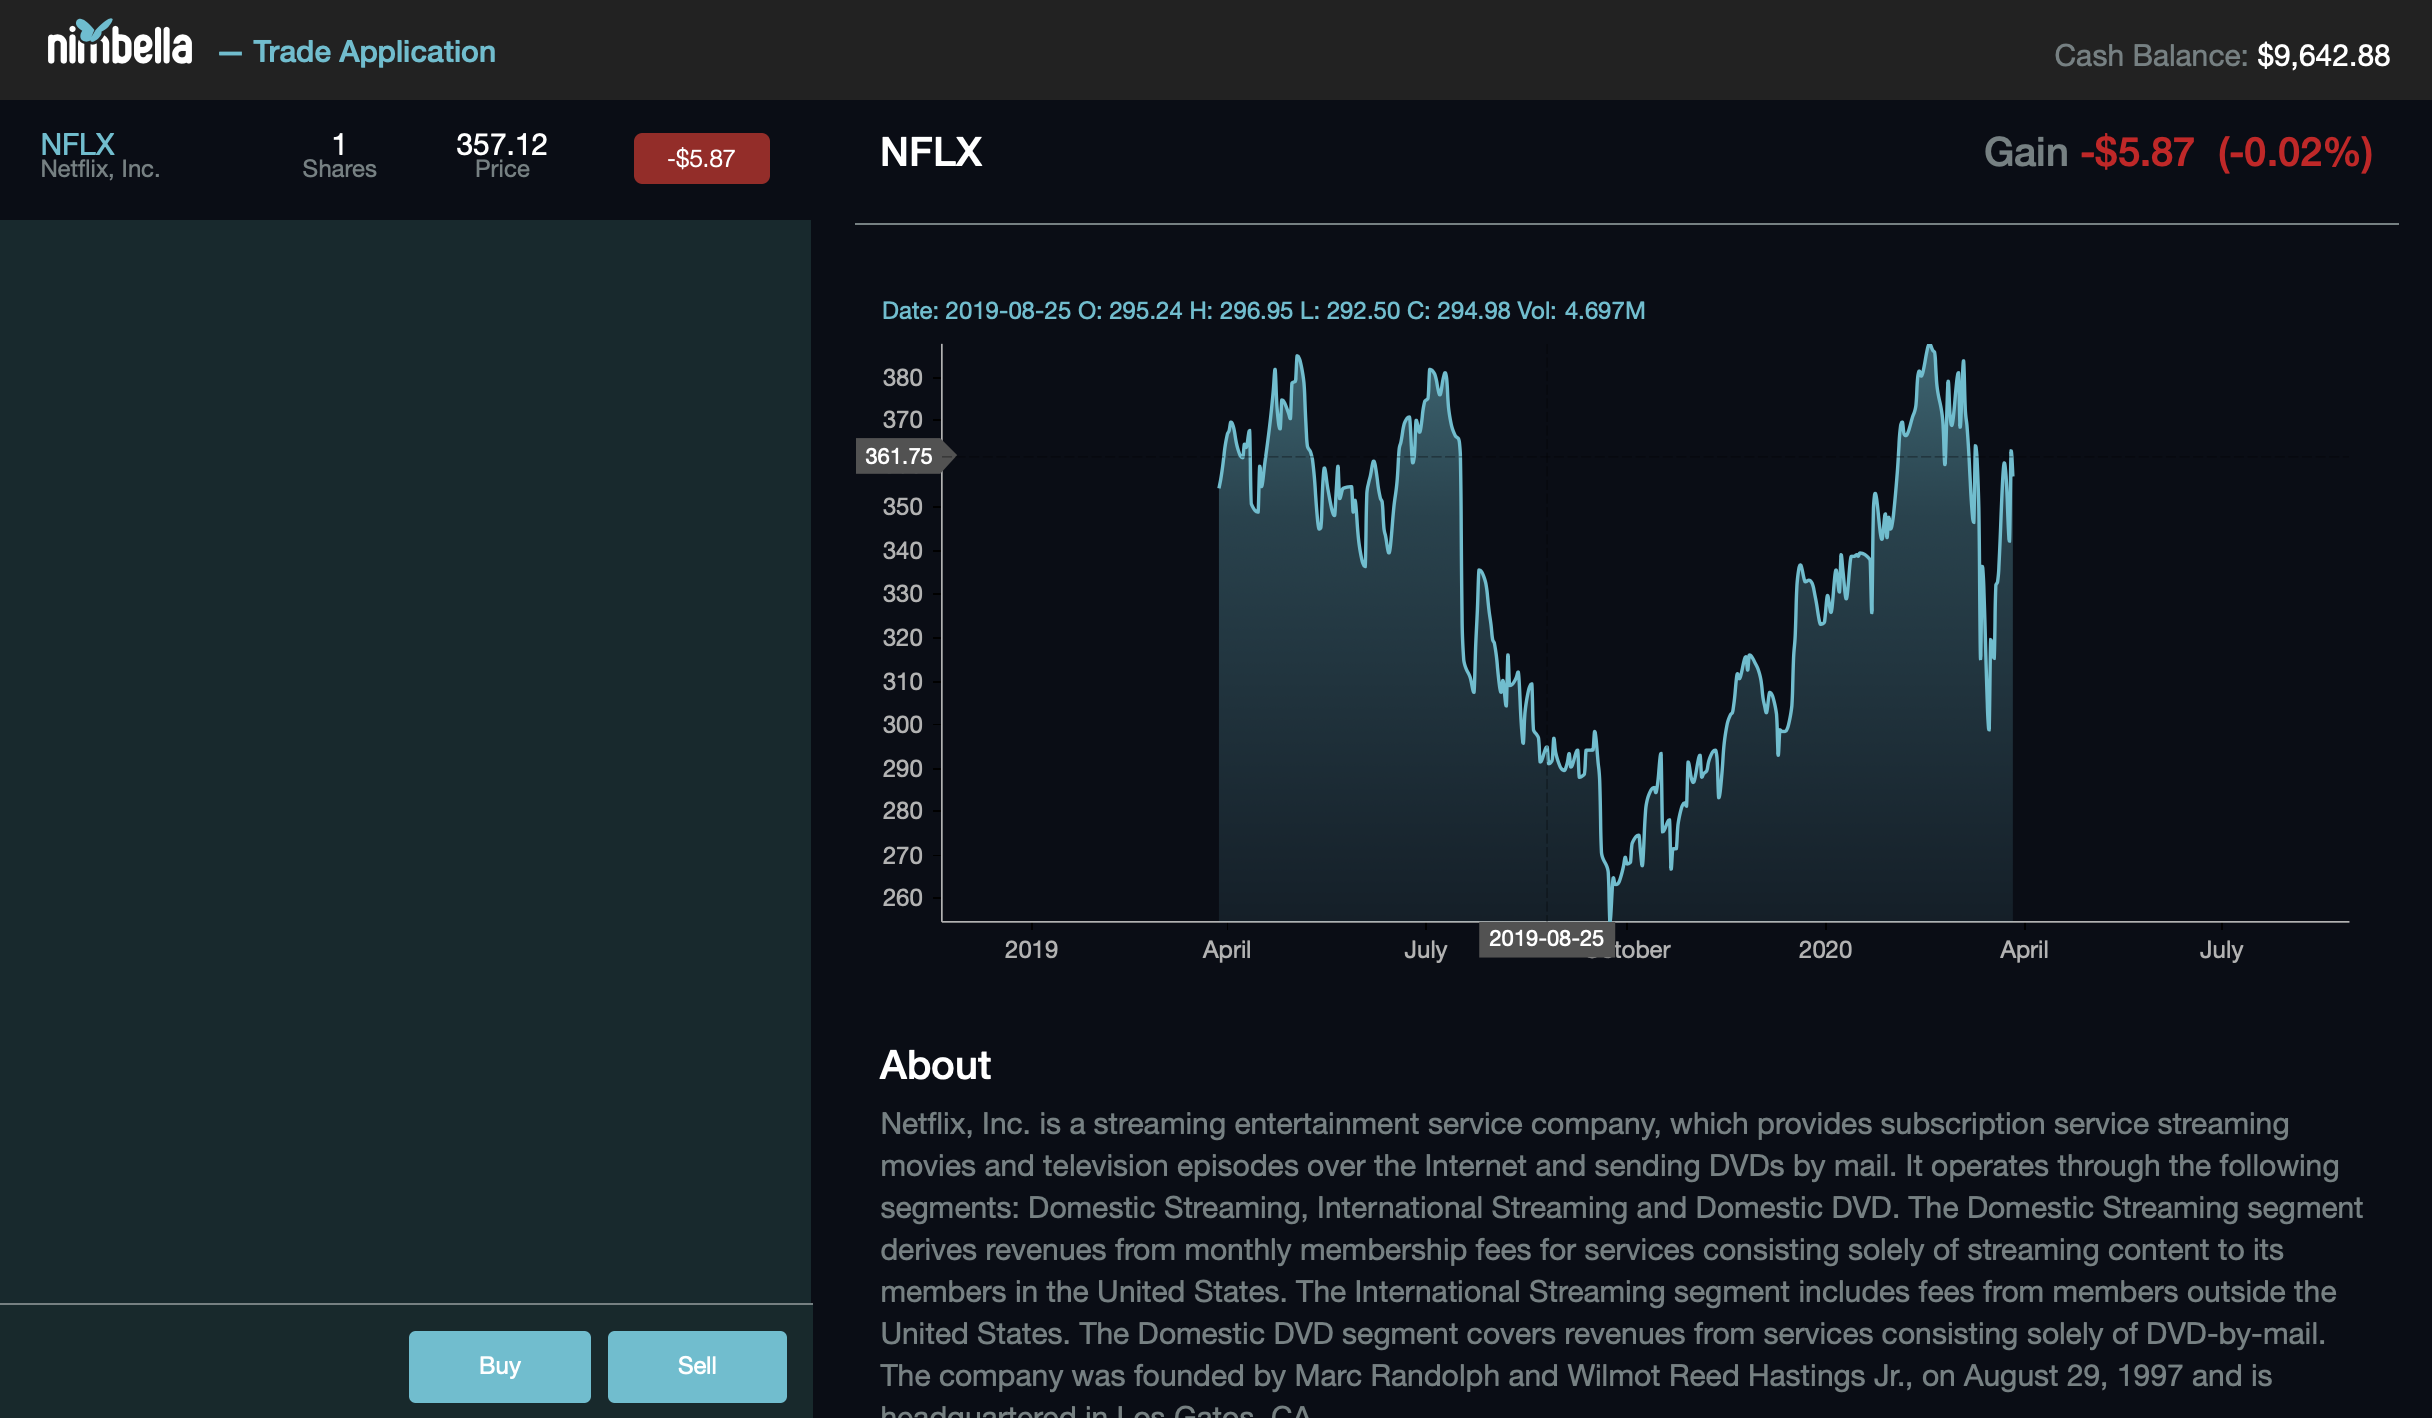 nimbella — Trade Application
Cash Balance: $9,642.88
NFLX 1 357.12 -$5.87
Netflix, Inc. Shares Price
NFLX Gain -$5.87 (-0.02%)
Date: 2019-08-25 O: 295.24 H: 296.95 L: 292.50 C: 294.98 Vol: 4.697M
380
370
361.75
350
340
330
320
310
300
290
280
270
260
2019-08-25
2019 April July tober 2020 April July
About
Netflix, Inc. is a streaming entertainment service company, which provides subscription service streaming
movies and television episodes over the Internet and sending DVDs by mail. It operates through the following
segments: Domestic Streaming, International Streaming and Domestic DVD. The Domestic Streaming segment
derives revenues from monthly membership fees for services consisting solely of streaming content to its
members in the United States. The International Streaming segment includes fees from members outside the
United States. The Domestic DVD segment covers revenues from services consisting solely of DVD-by-mail.
The company was founded by Marc Randolph and Wilmot Reed Hastings Jr., on August 29, 1997 and is
headquartered in Los Gatos, CA.
Buy Sell